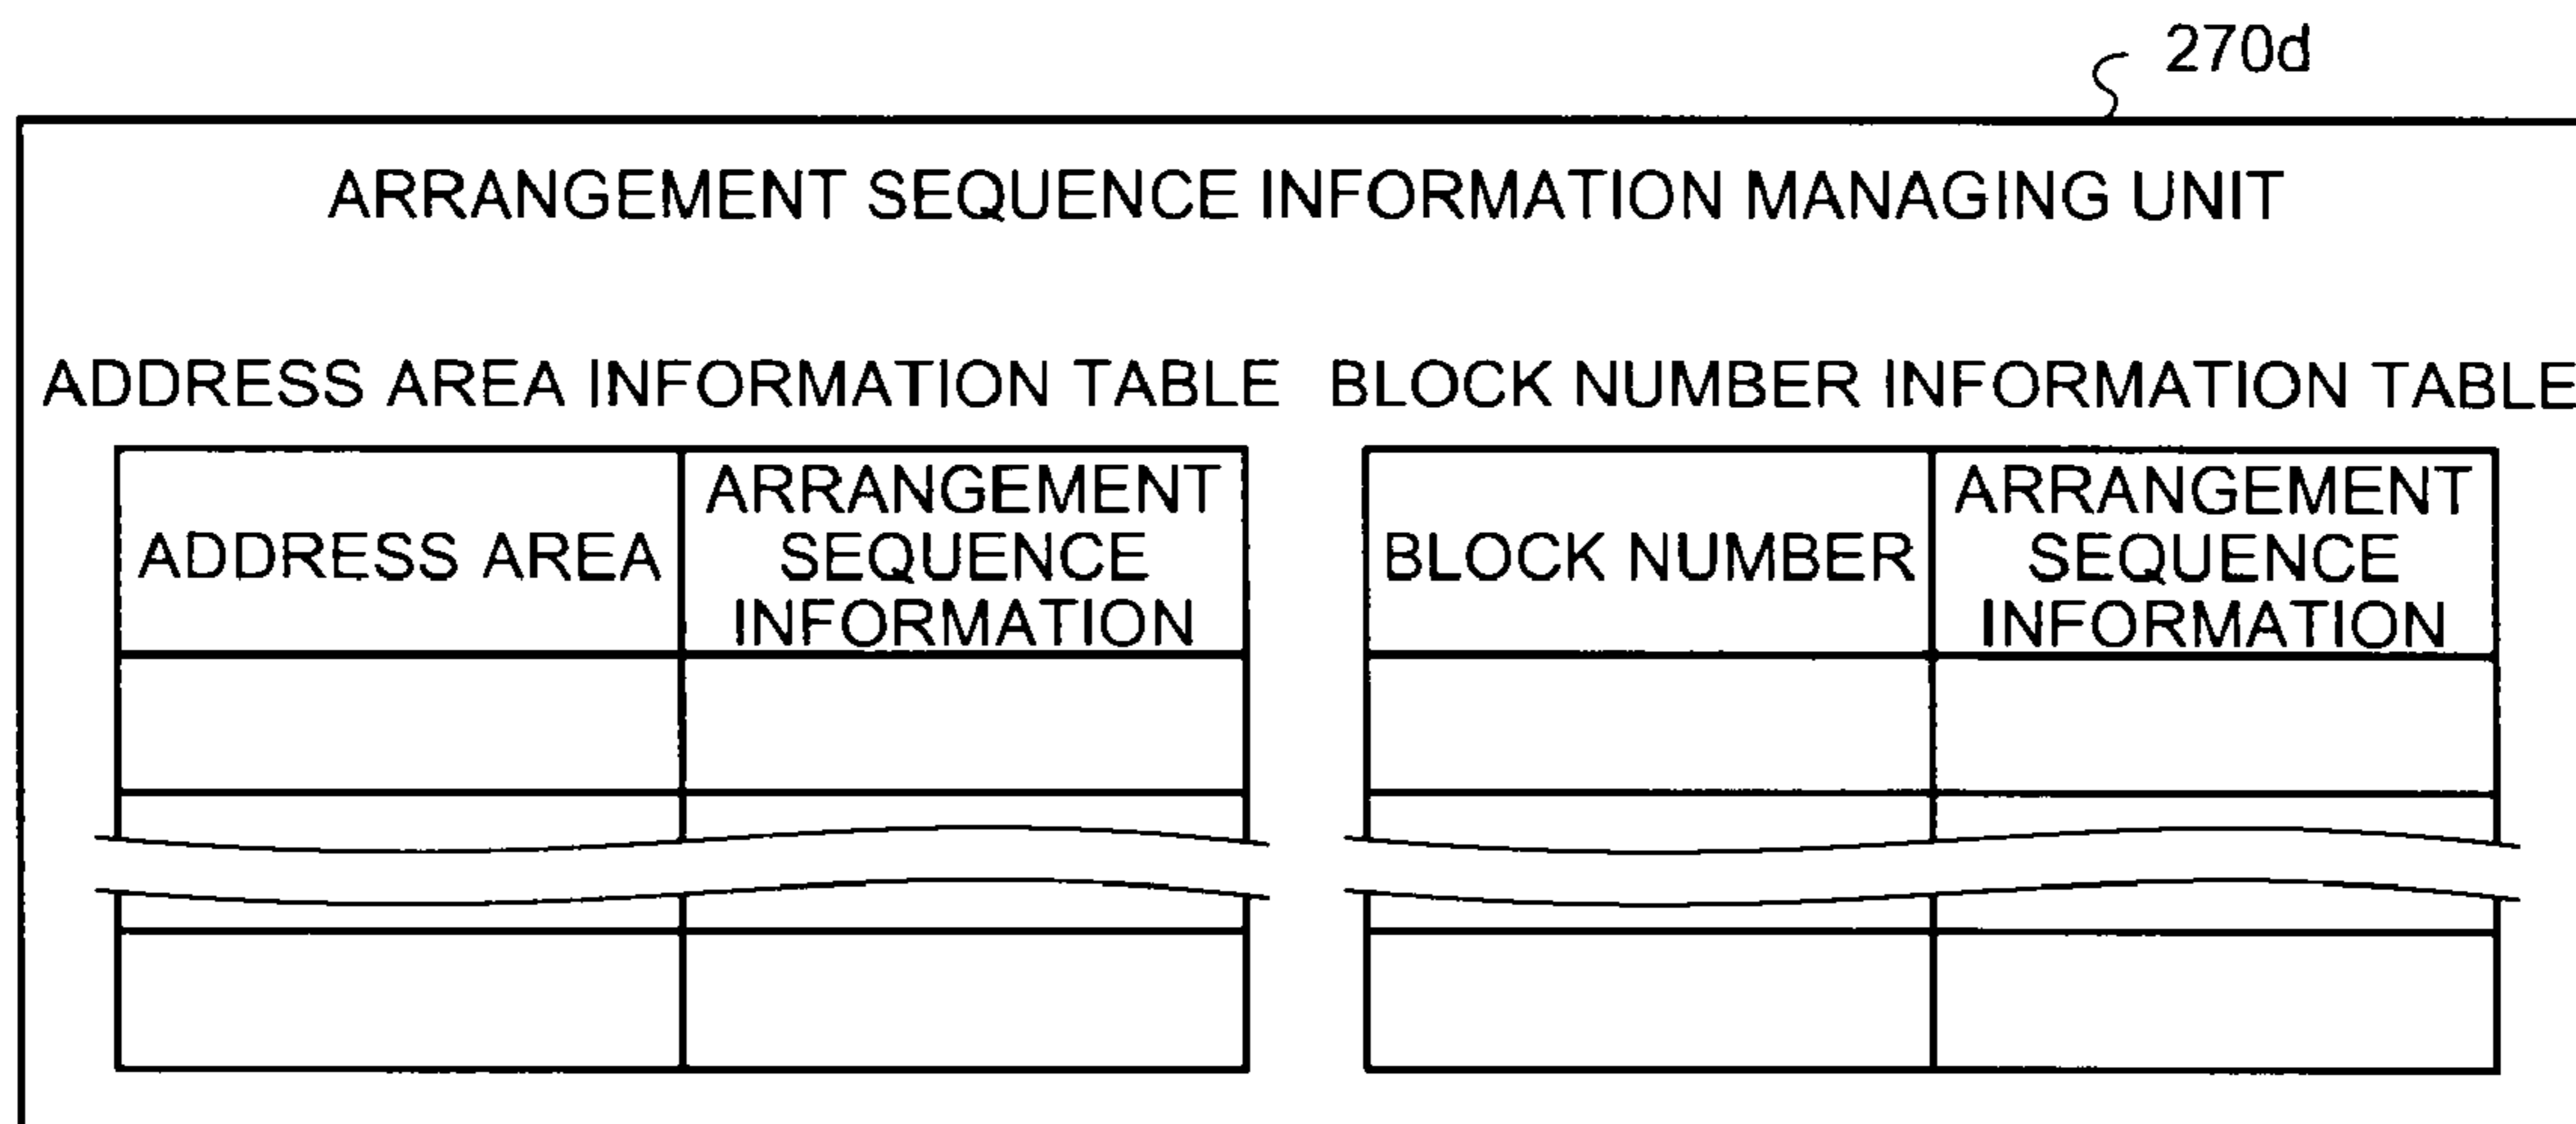 270d
ARRANGEMENT SEQUENCE INFORMATION MANAGING UNIT
ADDRESS AREA INFORMATION TABLE
ADDRESS AREA
ARRANGEMENT
SEQUENCE
INFORMATION
BLOCK NUMBER INFORMATION TABLE
BLOCK NUMBER
ARRANGEMENT
SEQUENCE
INFORMATION